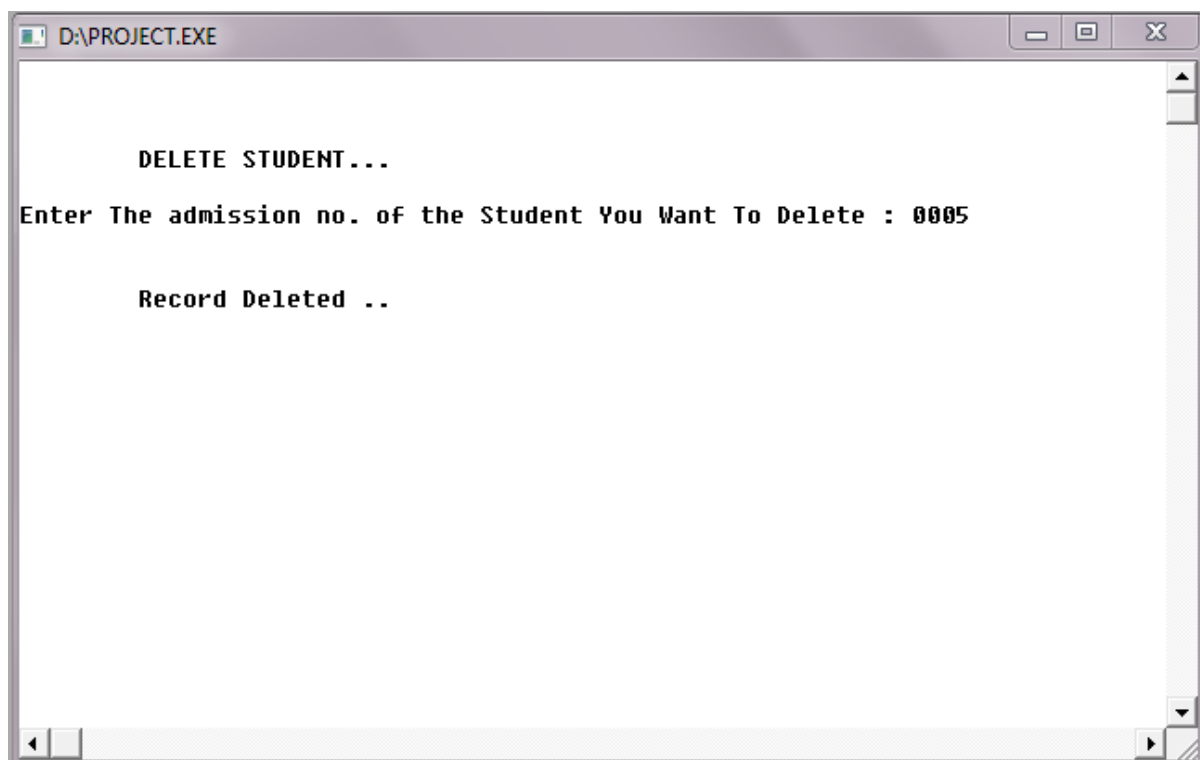 D:\PROJECT.EXE
DELETE STUDENT...
Enter The admission no. of the Student You Want To Delete : 0005
Record Deleted ..